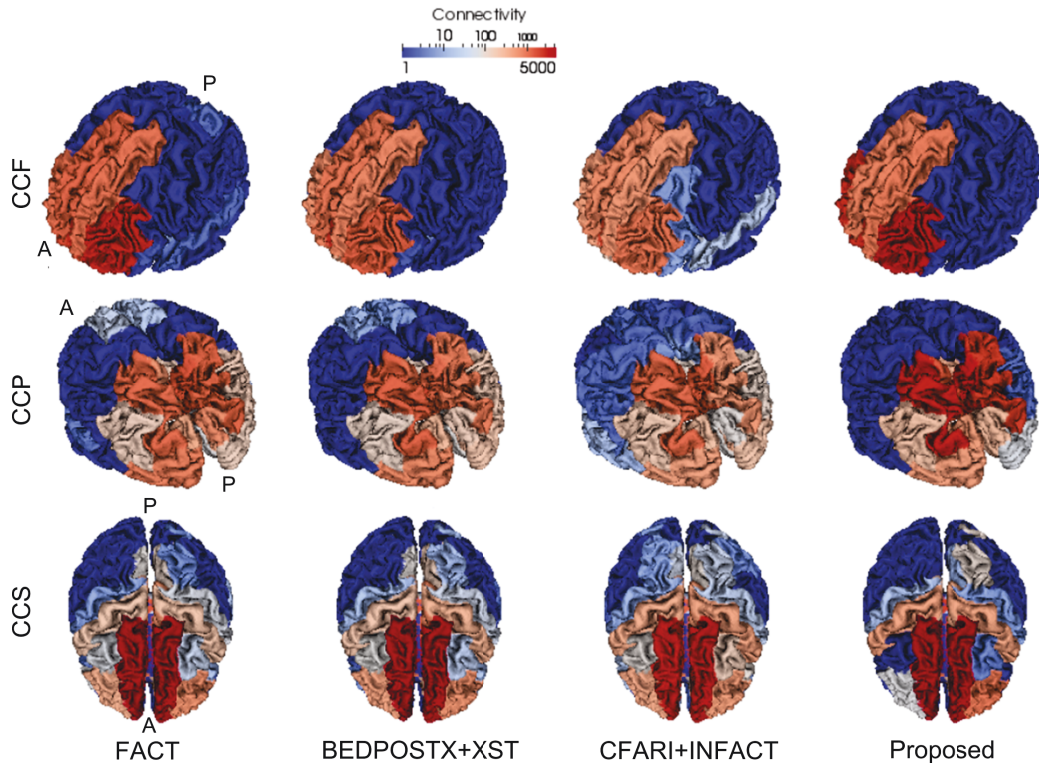 Connectivity
10 100 1000
1 5000
P
CCF
A
A
CCP
P
P
CCS
A
FACT BEDPOSTX+XST CFARI+INFACT Proposed